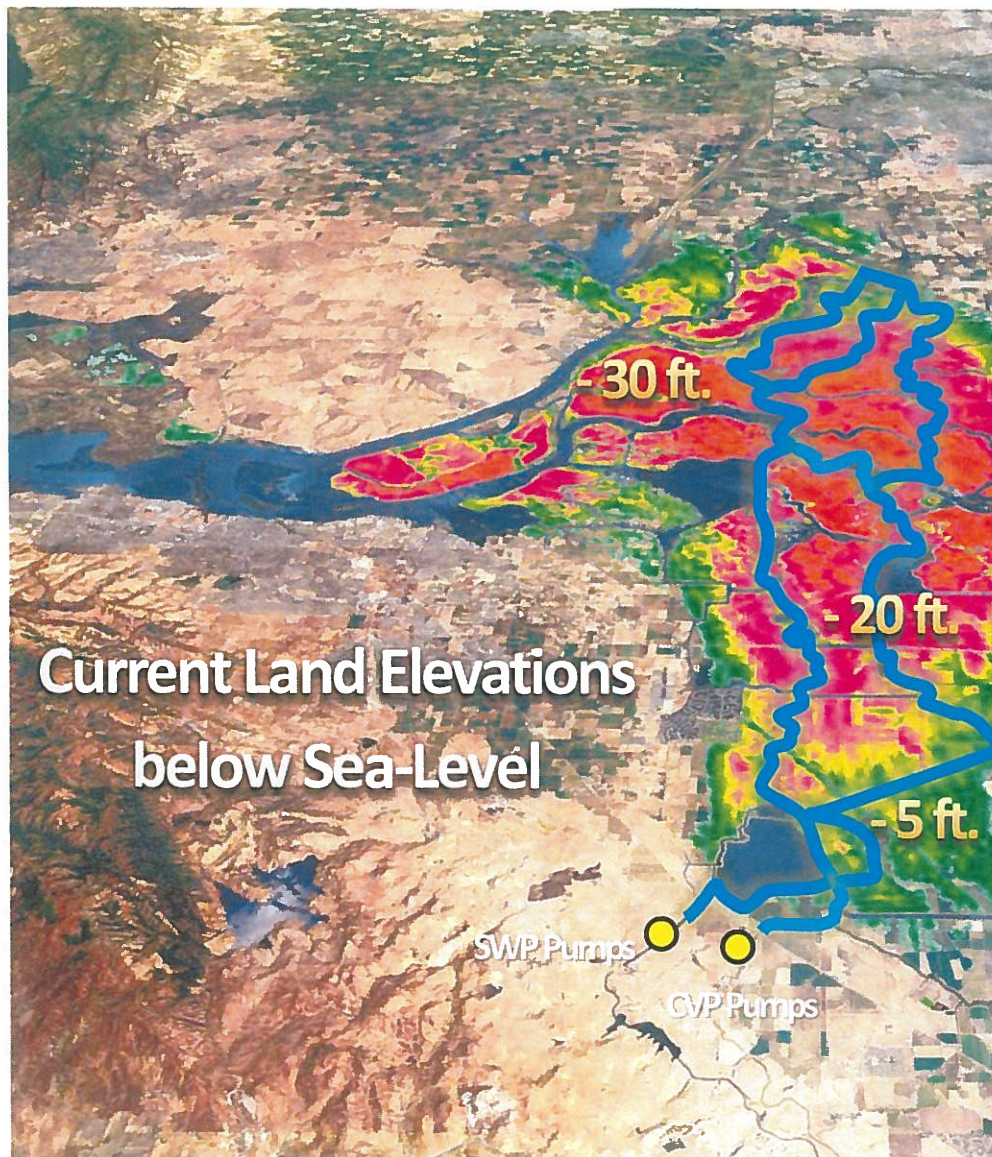 - 30 ft.
- 20 ft.
Current Land Elevations
below Sea-Level
- 5 ft.
SWP Pumps
CVP Pumps